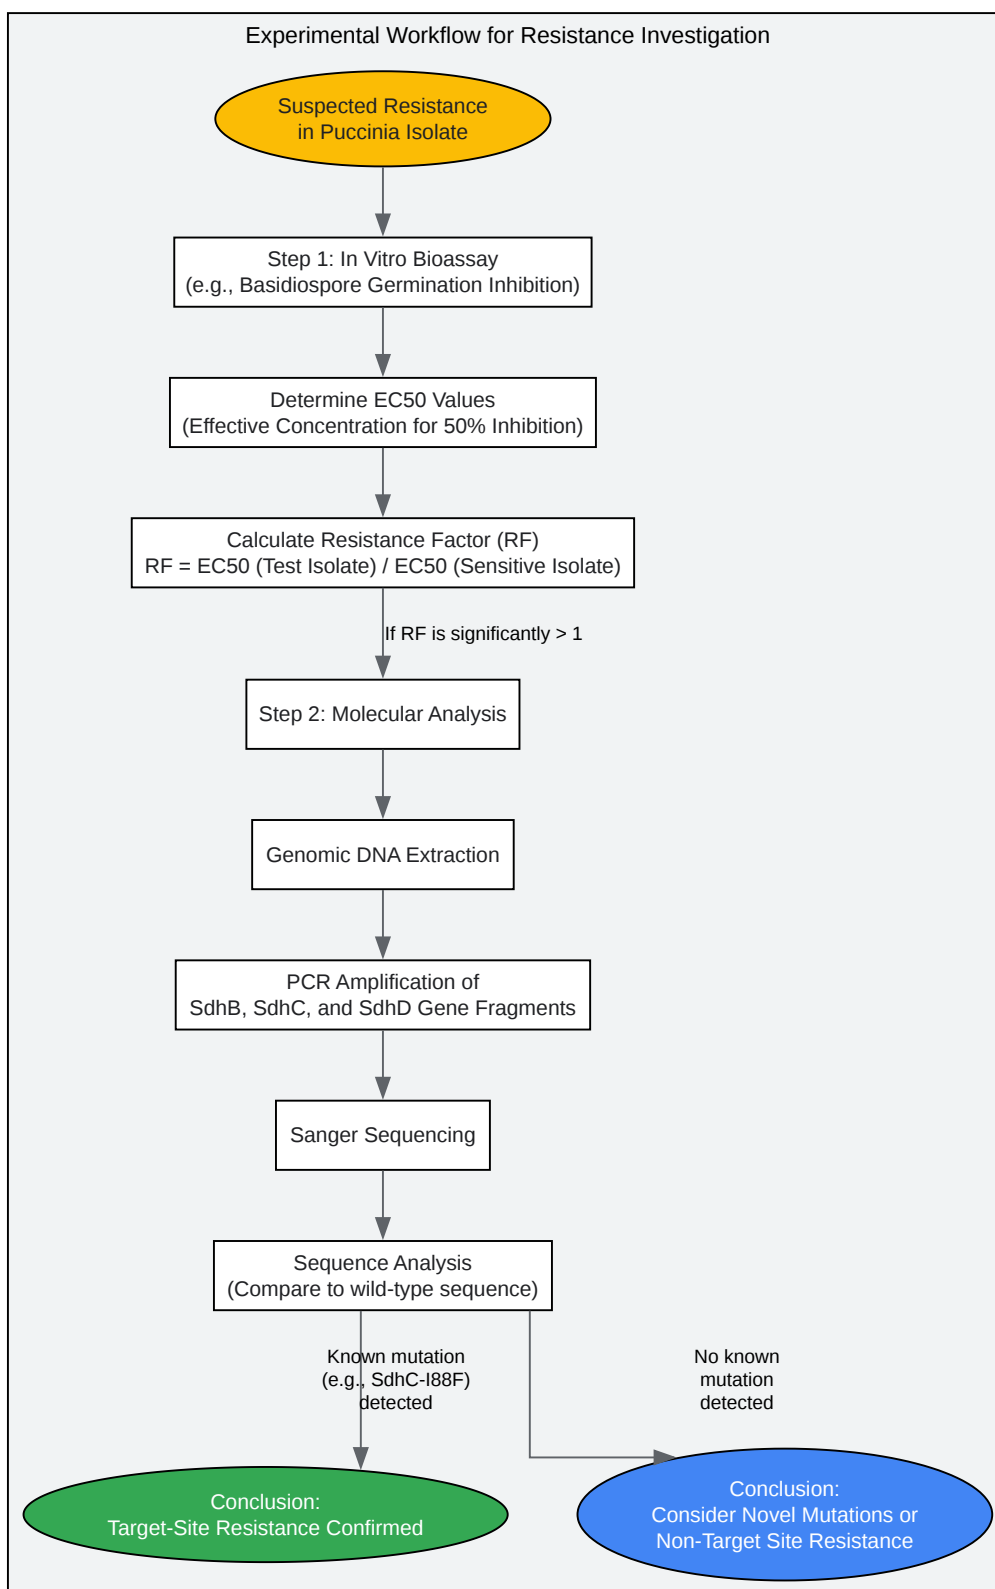 Experimental Workflow for Resistance Investigation
Suspected Resistance
in Puccinia Isolate
Step 1: In Vitro Bioassay
(e.g., Basidiospore Germination Inhibition)
Determine EC50 Values
(Effective Concentration for 50% Inhibition)
Calculate Resistance Factor (RF)
RF = EC50 (Test Isolate) / EC50 (Sensitive Isolate)
If RF is significantly > 1
Step 2: Molecular Analysis
Genomic DNA Extraction
PCR Amplification of
SdhB, SdhC, and SdhD Gene Fragments
Sanger Sequencing
Sequence Analysis
(Compare to wild-type sequence)
Known mutation
(e.g., SdhC-I88F)
detected
No known
mutation
detected
Conclusion:
Target-Site Resistance Confirmed
Conclusion:
Consider Novel Mutations or
Non-Target Site Resistance